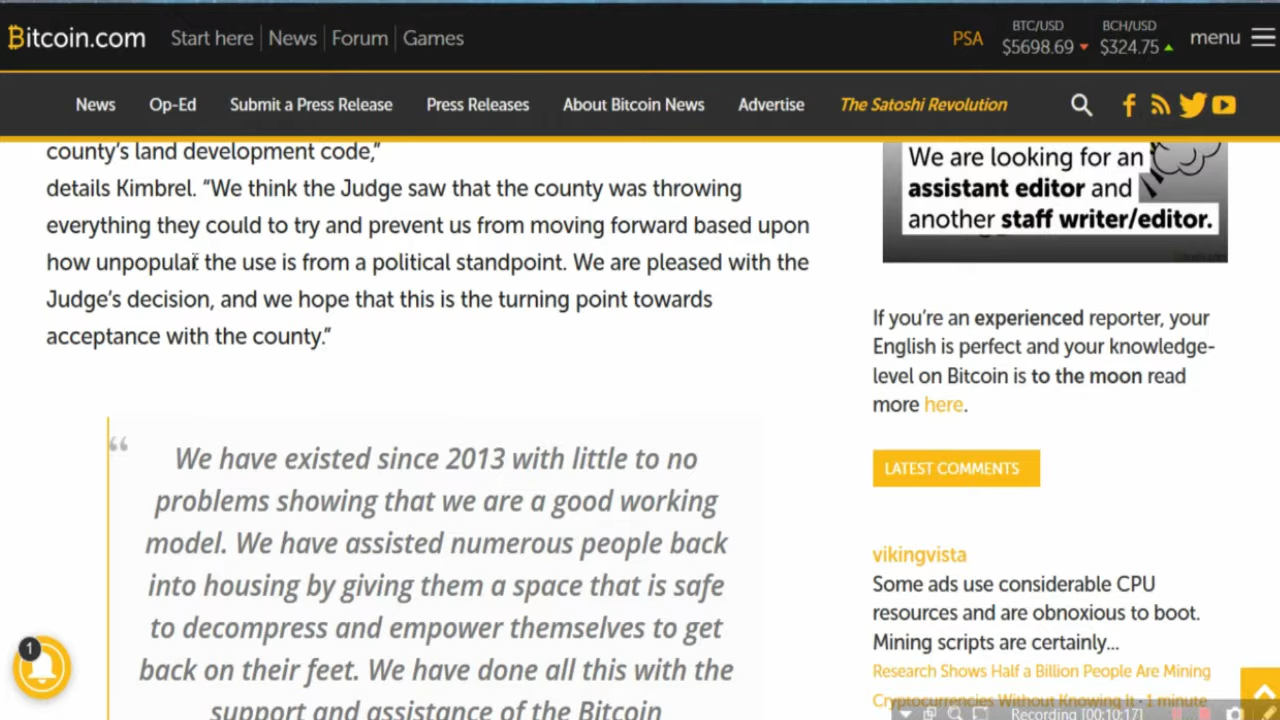 Bitcoin.com Start here News Forum Games PSA BTC/USD $5698.69 BCH/USD $324.75 menu
News Op-Ed Submit a Press Release Press Releases About Bitcoin News Advertise The Satoshi Revolution
county's land development code,”
details Kimbrel. “We think the Judge saw that the county was throwing
everything they could to try and prevent us from moving forward based upon
how unpopular the use is from a political standpoint. We are pleased with the
Judge's decision, and we hope that this is the turning point towards
acceptance with the county.”
“ We have existed since 2013 with little to no
problems showing that we are a good working
model. We have assisted numerous people back
into housing by giving them a space that is safe
to decompress and empower themselves to get
back on their feet. We have done all this with the
support and assistance of the Bitcoin
We are looking for an
assistant editor and
another staff writer/editor.
If you're an experienced reporter, your
English is perfect and your knowledge-
level on Bitcoin is to the moon read
more here.
LATEST COMMENTS
vikingvista
Some ads use considerable CPU
resources and are obnoxious to boot.
Mining scripts are certainly...
Research Shows Half a Billion People Are Mining
Cryptocurrencies Without Knowing It - 1 minute
1
Recording [00:10:17]